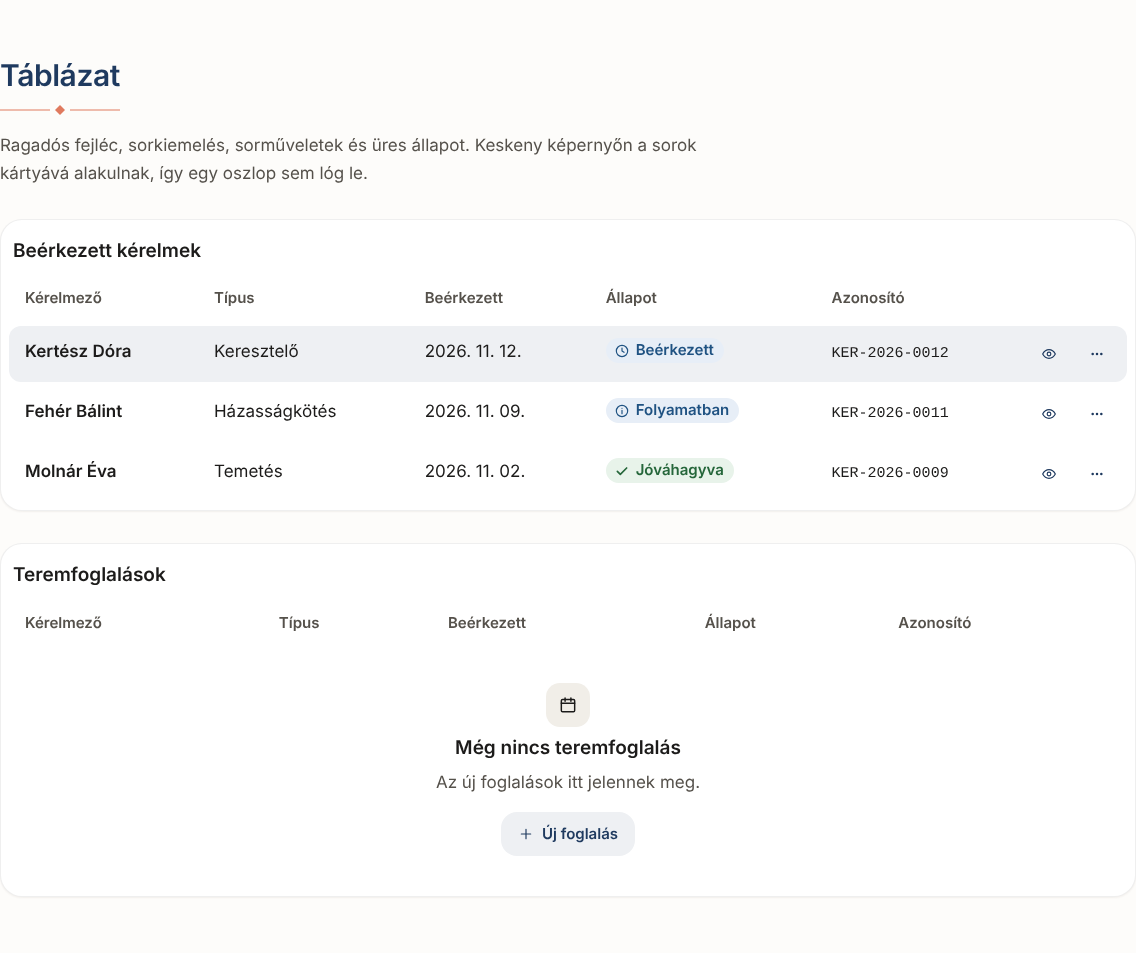 Táblázat
Ragadós fejléc, sorkiemelés, sorműveletek és üres állapot. Keskeny képernyőn a sorok
kártyává alakulnak, így egy oszlop sem lóg le.
Beérkezett kérelmek
Kérelmező Típus Beérkezett Állapot Azonosító
Kertész Dóra Keresztelő 2026. 11. 12. Beérkezett KER-2026-0012
Fehér Bálint Házasságkötés 2026. 11. 09. Folyamatban KER-2026-0011
Molnár Éva Temetés 2026. 11. 02. Jóváhagyva KER-2026-0009
Teremfoglalások
Kérelmező Típus Beérkezett Állapot Azonosító
Még nincs teremfoglalás
Az új foglalások itt jelennek meg.
Új foglalás